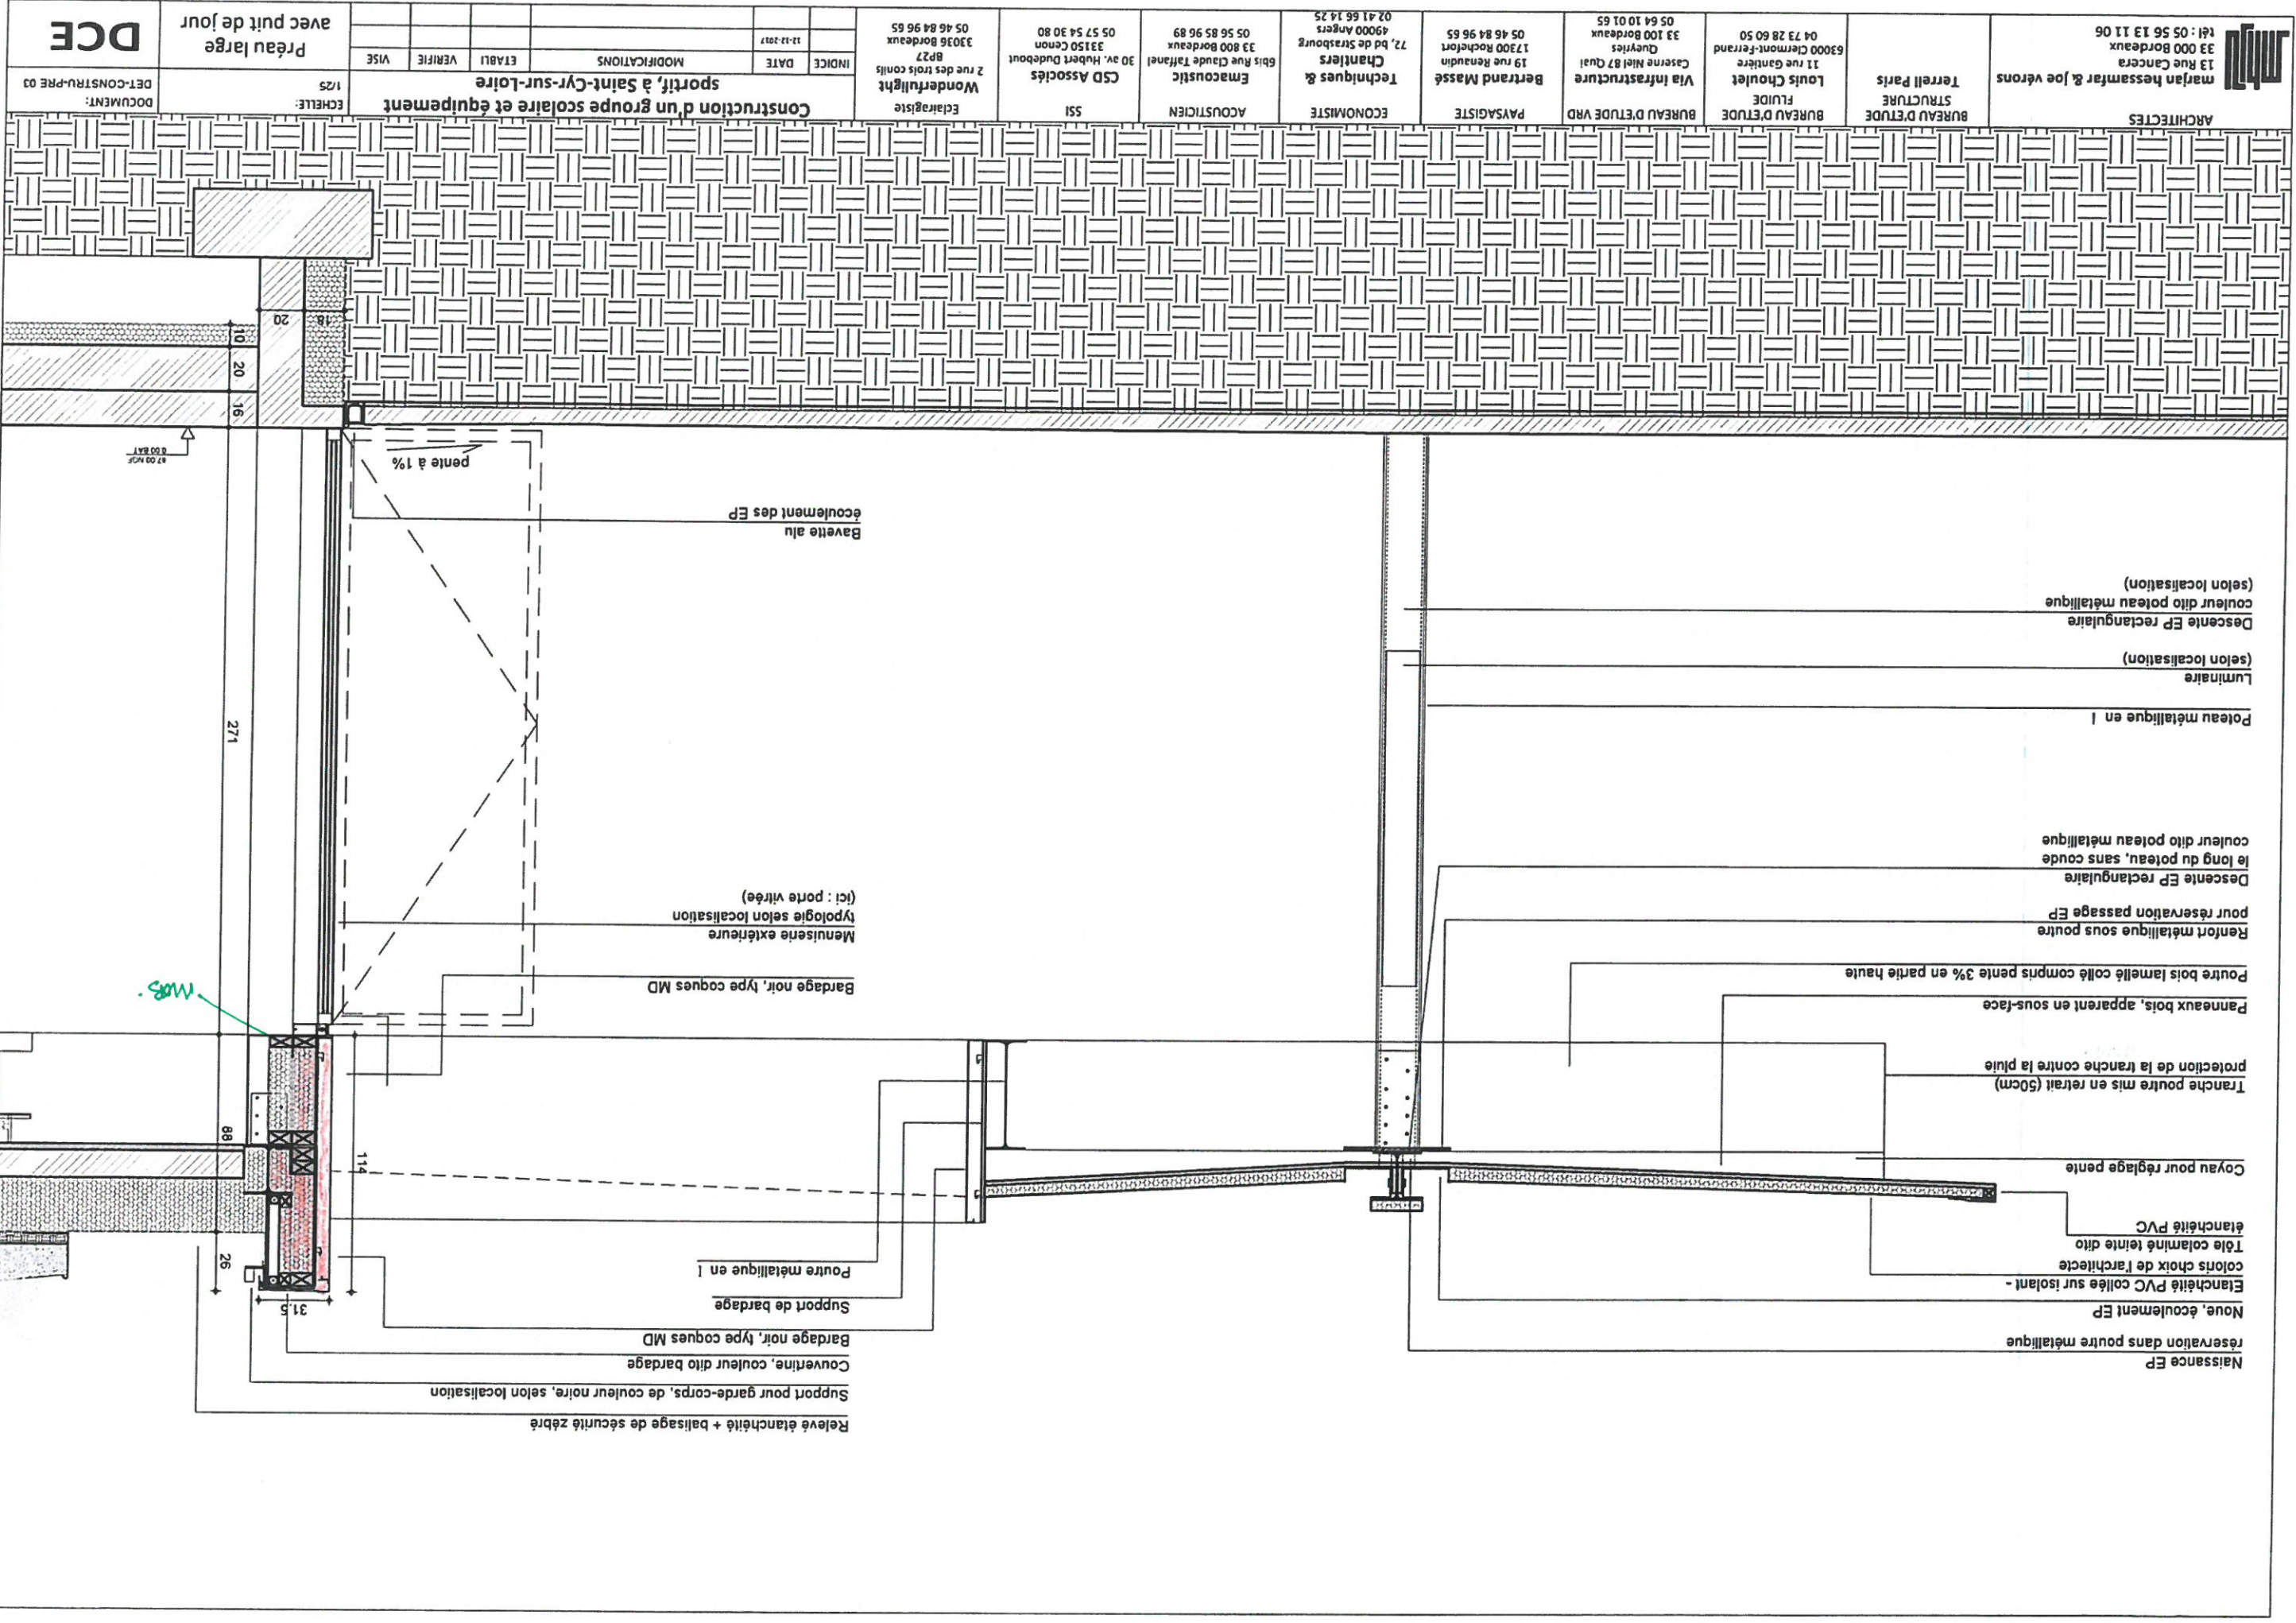 Naissance EP
réservation dans poutre métallique
Noue, écoulement EP
Etanchéité PVC collée sur isolant -
coloris choix de l'architecte
Tôle colaminé teinte dito
étanchéité PVC
Coyau pour réglage pente
Tranche poutre mis en retrait (50cm)
protection de la tranche contre la pluie
Panneaux bois, apparent en sous-face
Poutre bois lamellé collé compris pente 3% en partie haute
Renfort métallique sous poutre
pour réservation passage EP
Descente EP rectangulaire
le long du poteau, sans coude
couleur dito poteau métallique
Poteau métallique en I
Luminaire
(selon localisation)
Descente EP rectangulaire
couleur dito poteau métallique
(selon localisation)
Relevé étanchéité + balisage de sécurité zébré
Support pour garde-corps, de couleur noire, selon localisation
Couvertine, couleur dito bardage
Bardage noir, type coques MD
Support de bardage
Poutre métallique en I
Bardage noir, type coques MD
Menuiserie extérieure
typologie selon localisation
(ici : porte vitrée)
Bavette alu
écoulement des EP
pente à 1%
31.5
26
114
88
271
MOB.
87.00 NGF
0.00 BAT
16
20
10
18
20
ARCHITECTES
marjan hessamfar & joe vérons
13 Rue Cancera
33 000 Bordeaux
tél : 05 56 13 11 06
BUREAU D'ETUDE
STRUCTURE
Terrell Paris
BUREAU D'ETUDE
FLUIDE
Louis Choulet
11 rue Gantière
63000 Clermont-Ferrand
04 73 28 60 50
BUREAU D'ETUDE VRD
Via Infrastructure
Caserne Niel 87 Quai
Queyries
33 100 Bordeaux
05 64 10 01 65
PAYSAGISTE
Bertrand Massé
19 rue Renaudin
17300 Rochefort
05 46 84 96 65
ECONOMISTE
Techniques &
Chantiers
72, bd de Strasbourg
49000 Angers
02 41 66 14 25
ACOUSTICIEN
Emacoustic
6bis Rue Claude Taffanel
33 800 Bordeaux
05 56 85 96 89
SSI
CSD Associés
30 av. Hubert Dudebout
33150 Cenon
05 57 54 30 80
Eclairagiste
Wonderfullight
2 rue des trois conils
BP27
33036 Bordeaux
05 46 84 96 65
Construction d'un groupe scolaire et équipement
sportif, à Saint-Cyr-sur-Loire
INDICE DATE MODIFICATIONS ETABLI VERIFIE VISE
12-12-2017
ECHELLE:
1/25
DOCUMENT:
DET-CONSTRU-PRE 03
Préau large
avec puit de jour
DCE